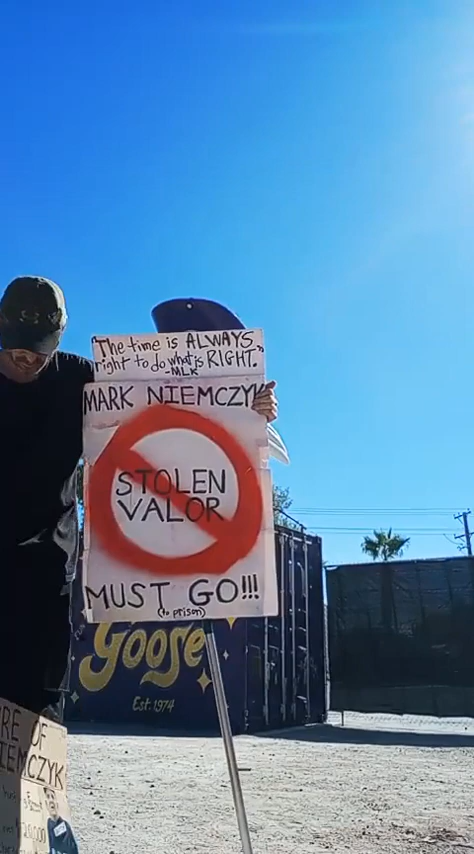 "The time is ALWAYS
right to do what is RIGHT."
-MLK
MARK NIEMCZYK
STOLEN
VALOR
MUST GO!!!
(to prison)
Goose
Est. 1974
OF